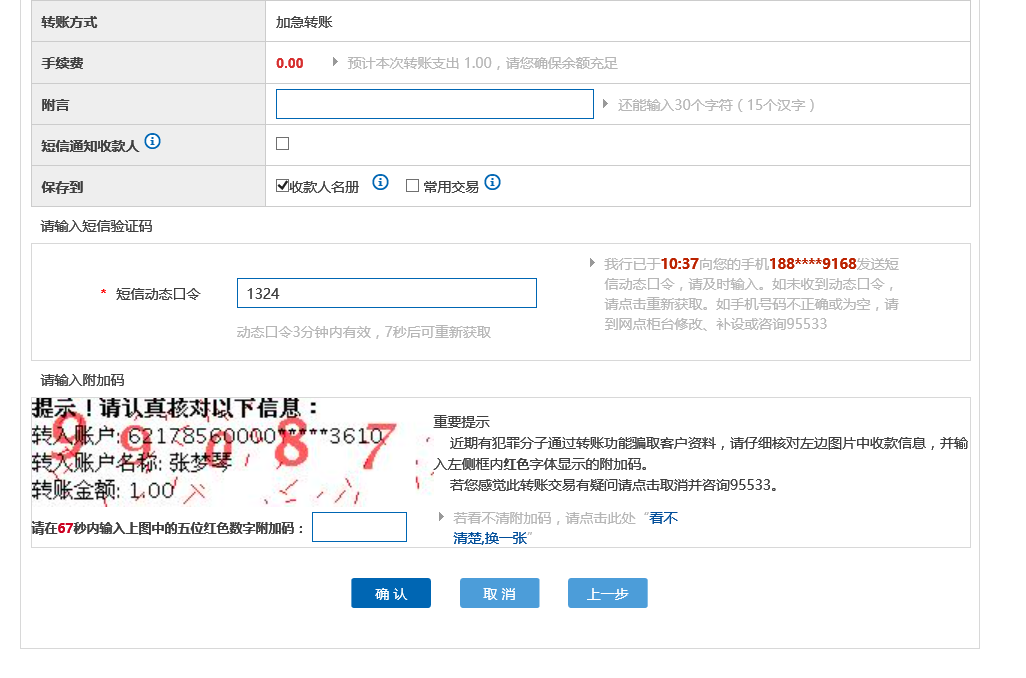 转账方式 加急转账
手续费 0.00 预计本次转账支出 1.00，请您确保余额充足
附言 还能输入30个字符（15个汉字）
短信通知收款人
保存到 收款人名册 常用交易
请输入短信验证码
* 短信动态口令 1324
动态口令3分钟内有效，7秒后可重新获取
我行已于10:37向您的手机188****9168发送短
信动态口令，请及时输入。如未收到动态口令，
请点击重新获取。如手机号码不正确或为空，请
到网点柜台修改、补设或咨询95533
请输入附加码
提示！请认真核对以下信息：
转入账户: 62178560000*****3610
转入账户名称: 张梦琴
转账金额: 1.00
99087
重要提示
近期有犯罪分子通过转账功能骗取客户资料，请仔细核对左边图片中收款信息，并输
入左侧框内红色字体显示的附加码。
若您感觉此转账交易有疑问请点击取消并咨询95533。
请在67秒内输入上图中的五位红色数字附加码：
若看不清附加码，请点击此处“看不
清楚,换一张”
确 认 取 消 上一步